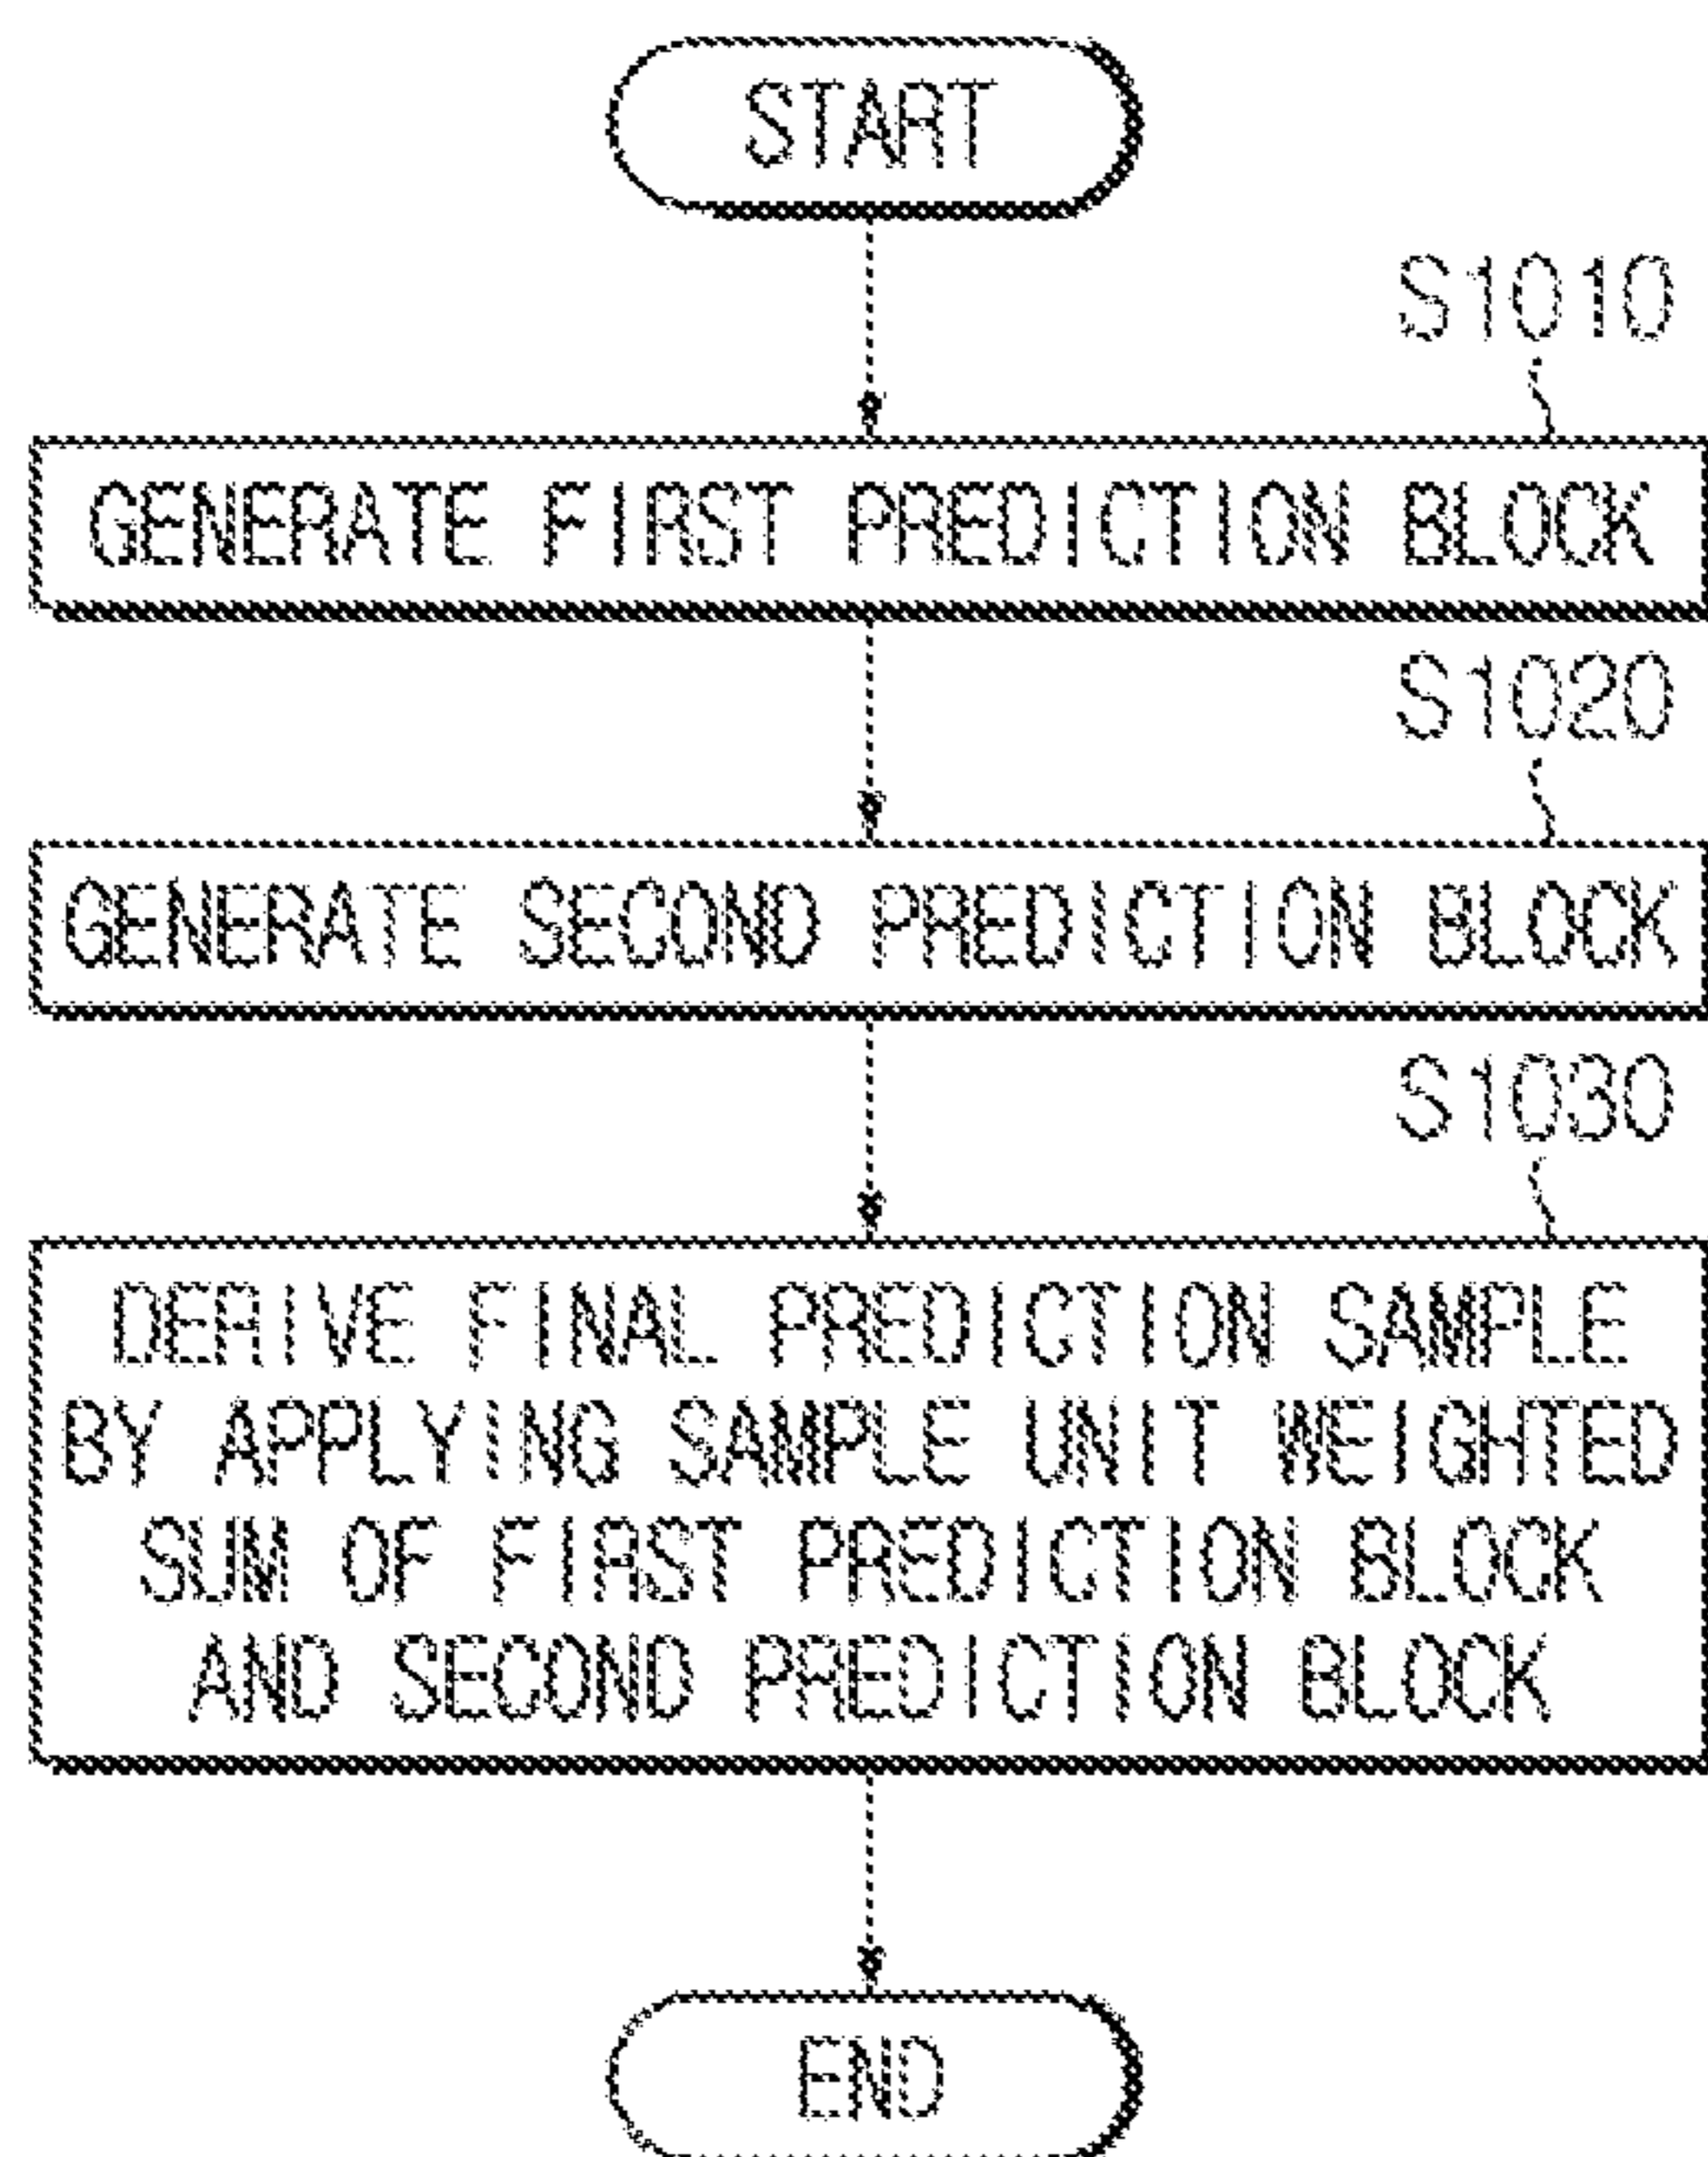 START
S1010
GENERATE FIRST PREDICTION BLOCK
S1020
GENERATE SECOND PREDICTION BLOCK
S1030
DERIVE FINAL PREDICTION SAMPLE
BY APPLYING SAMPLE UNIT WEIGHTED
SUM OF FIRST PREDICTION BLOCK
AND SECOND PREDICTION BLOCK
END